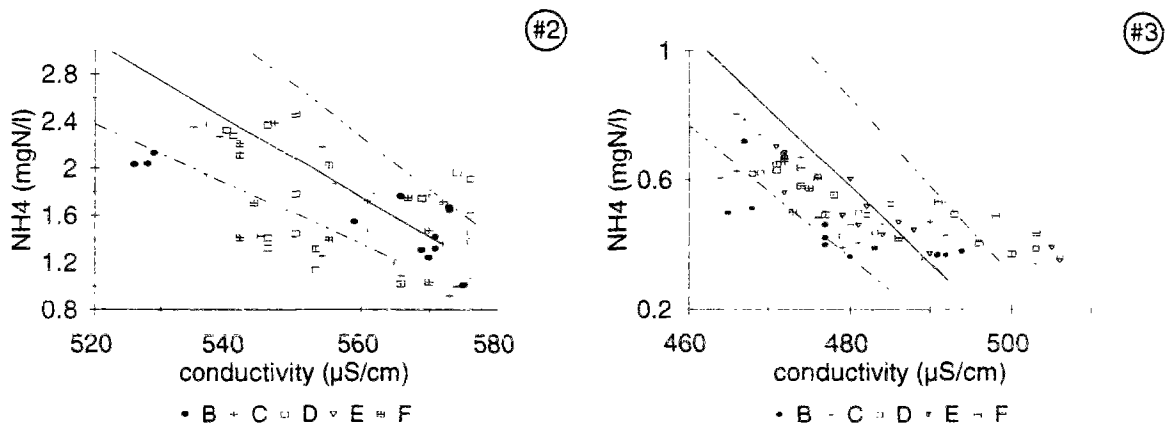 #2
2.8
2.4
2
1.6
1.2
0.8
NH4 (mgN/l)
520 540 560 580
conductivity (µS/cm)
B C D E F
#3
1
0.6
0.2
NH4 (mgN/l)
460 480 500
conductivity (µS/cm)
B C D E F